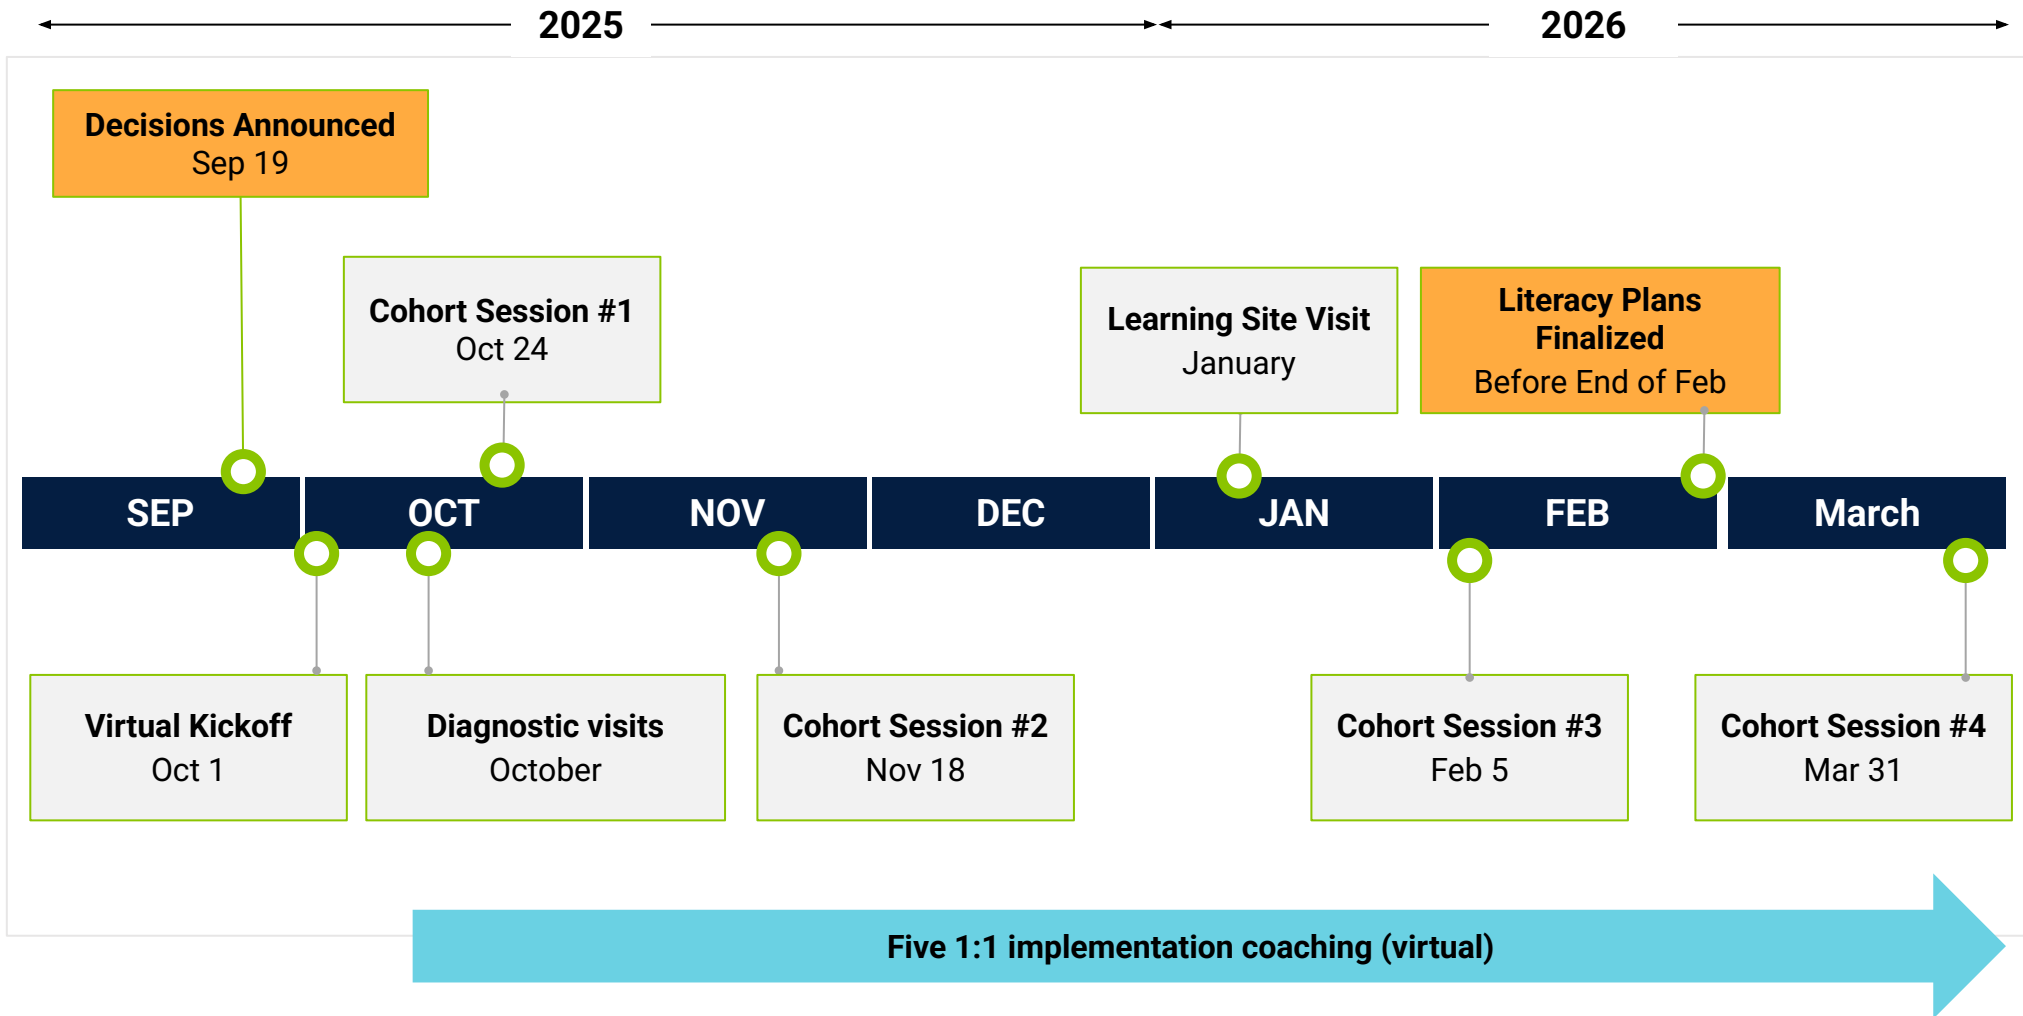 2025
2026
Decisions Announced
Sep 19
Cohort Session #1
Oct 24
Learning Site Visit
January
Literacy Plans
Finalized
Before End of Feb
SEP
OCT
NOV
DEC
JAN
FEB
March
Virtual Kickoff
Oct 1
Diagnostic visits
October
Cohort Session #2
Nov 18
Cohort Session #3
Feb 5
Cohort Session #4
Mar 31
Five 1:1 implementation coaching (virtual)